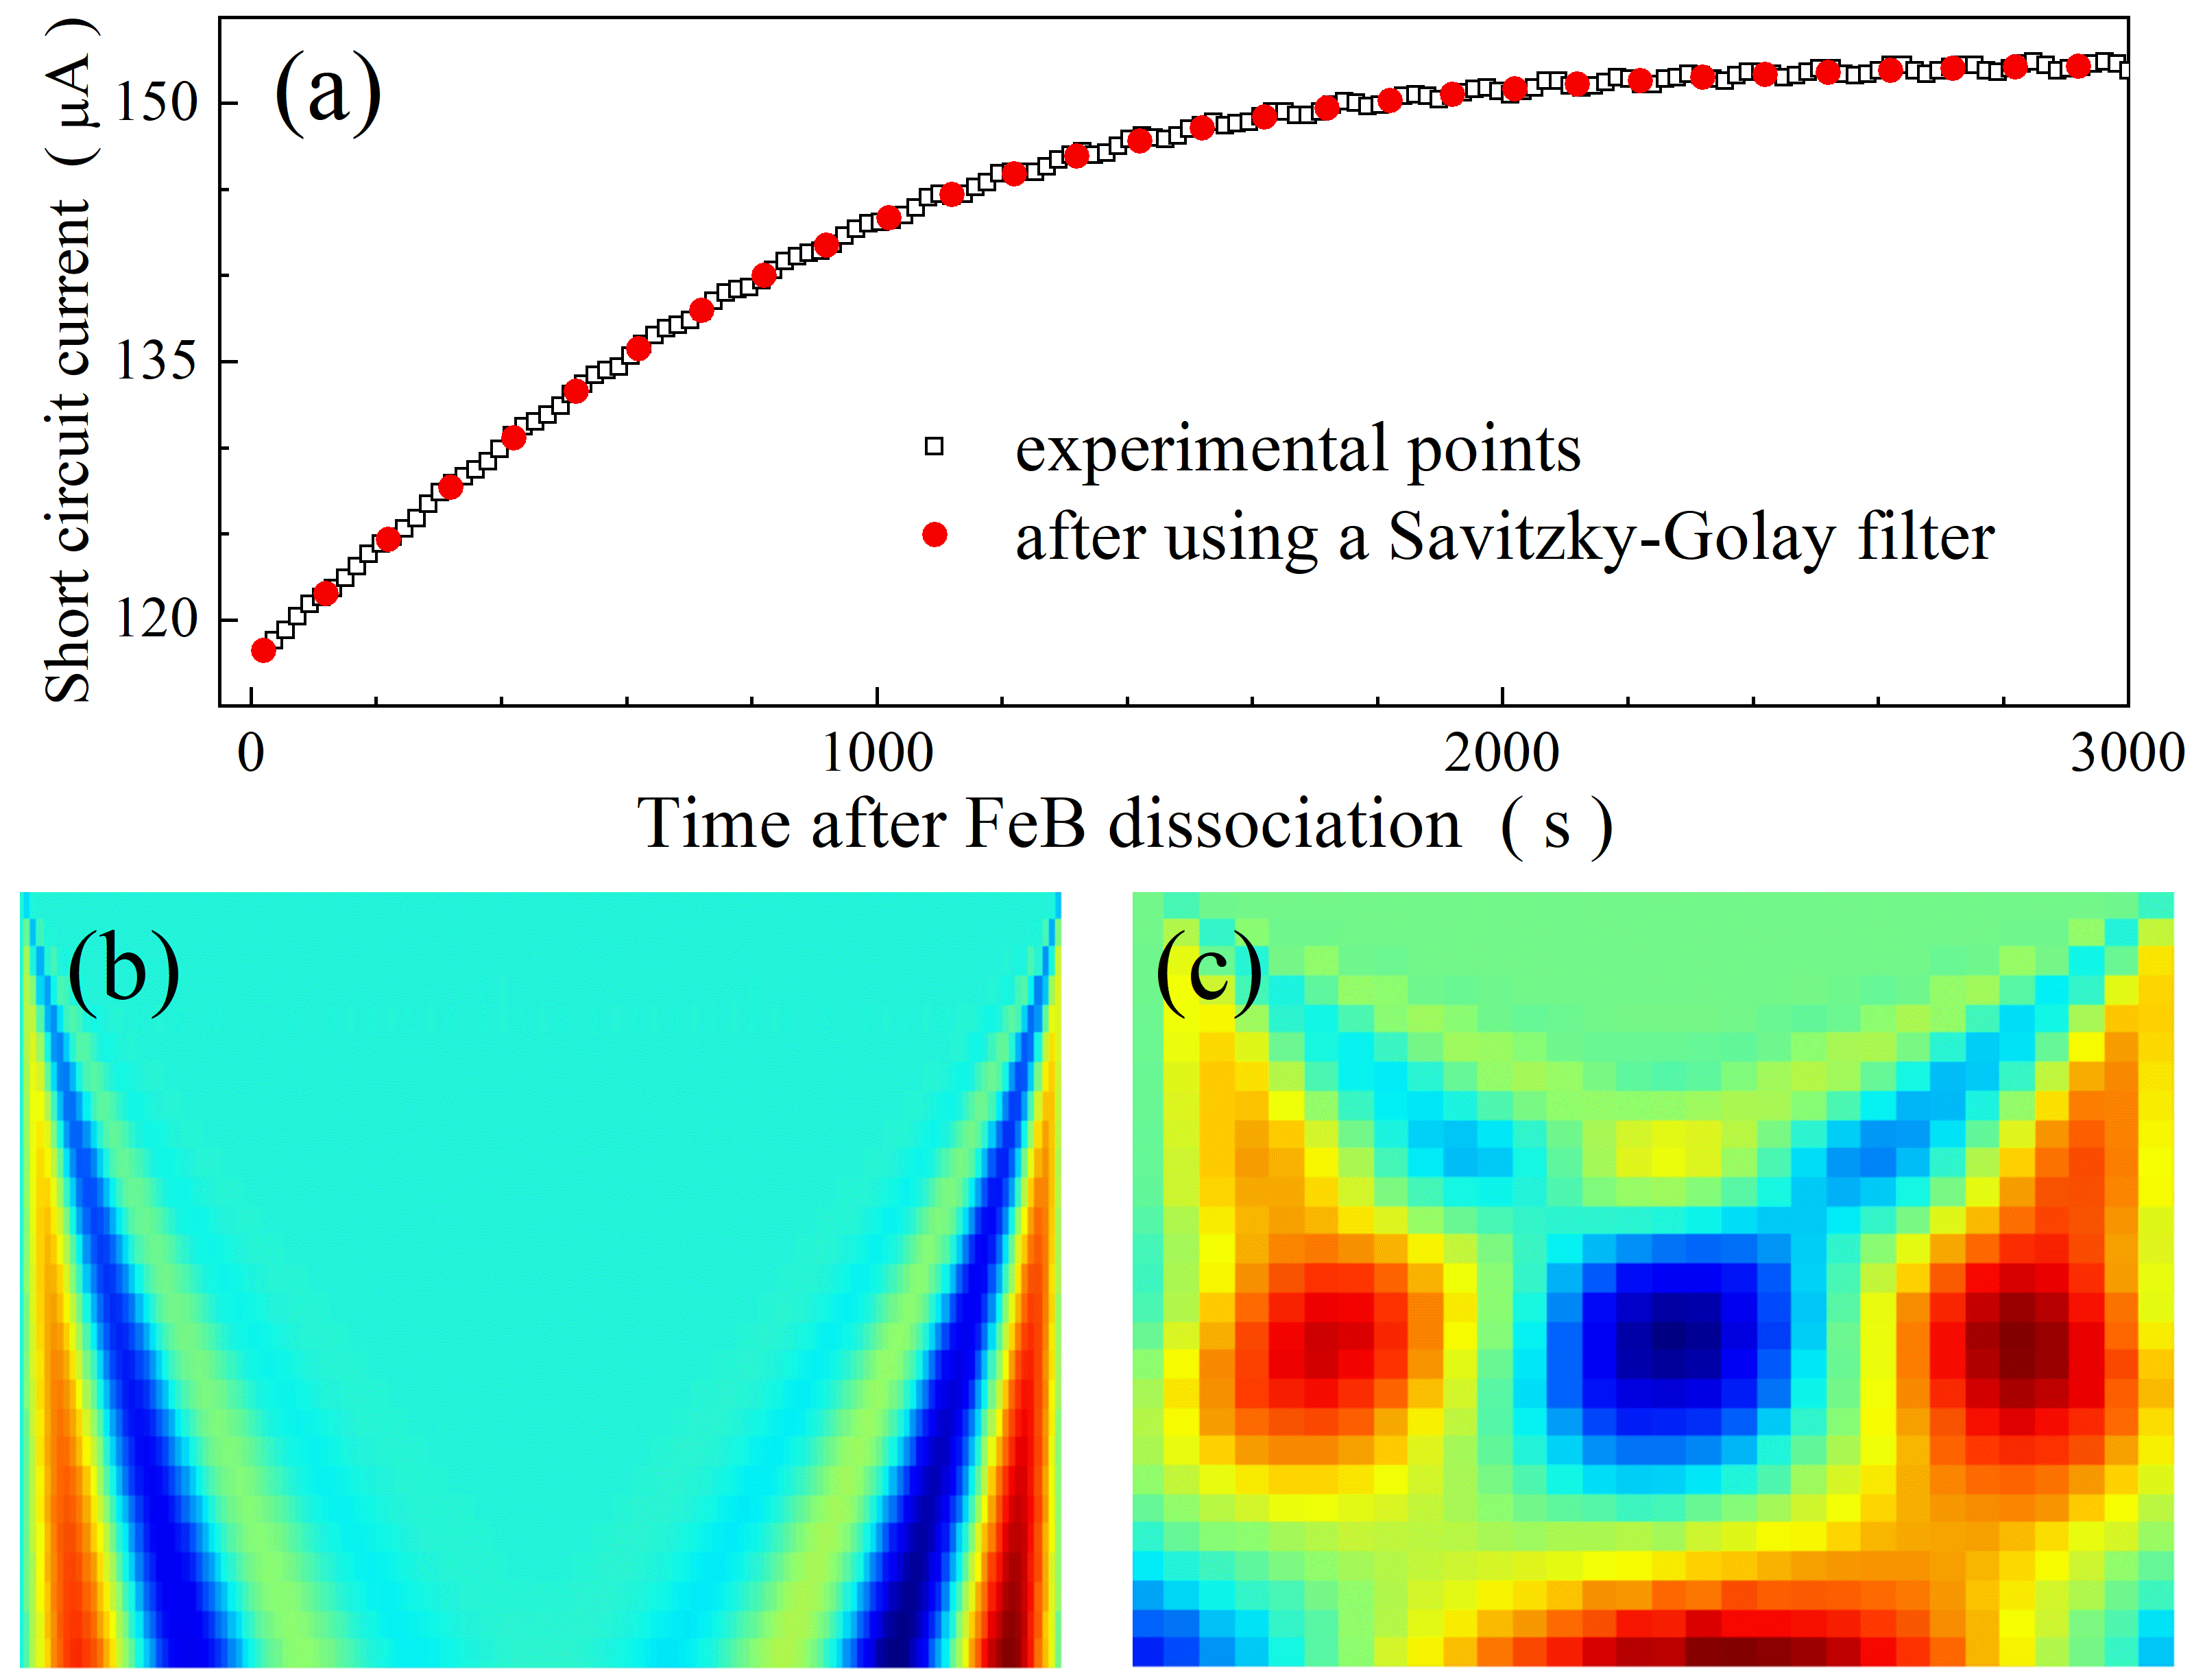 (a)
Short circuit current ( μA )
150
135
120
experimental points
after using a Savitzky-Golay filter
0 1000 2000 3000
Time after FeB dissociation ( s )
(b) (c)